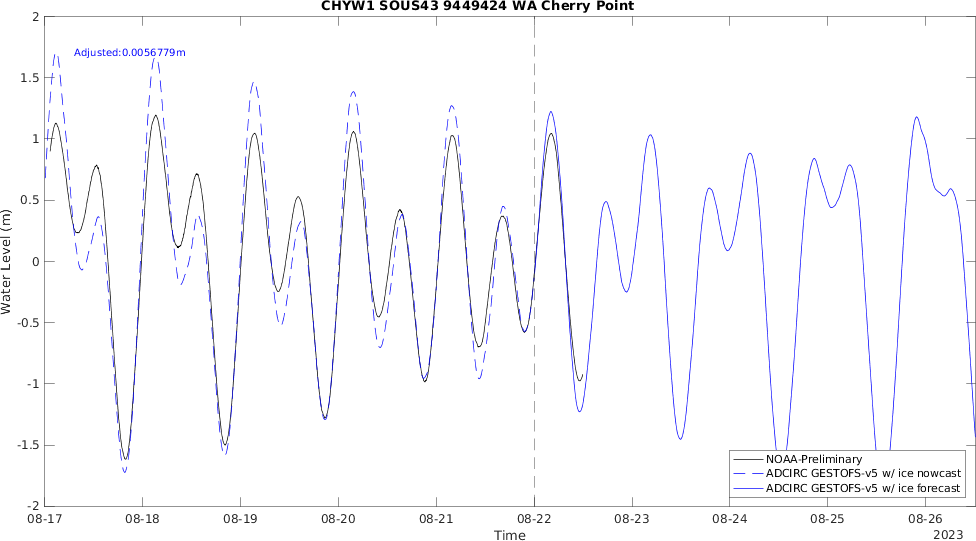 CHYW1 SOUS43 9449424 WA Cherry Point
Adjusted:0.0056779m
2
1.5
1
0.5
0
-0.5
-1
-1.5
-2
Water Level (m)
NOAA-Preliminary
ADCIRC GESTOFS-v5 w/ ice nowcast
ADCIRC GESTOFS-v5 w/ ice forecast
08-17 08-18 08-19 08-20 08-21 08-22 08-23 08-24 08-25 08-26
Time
2023